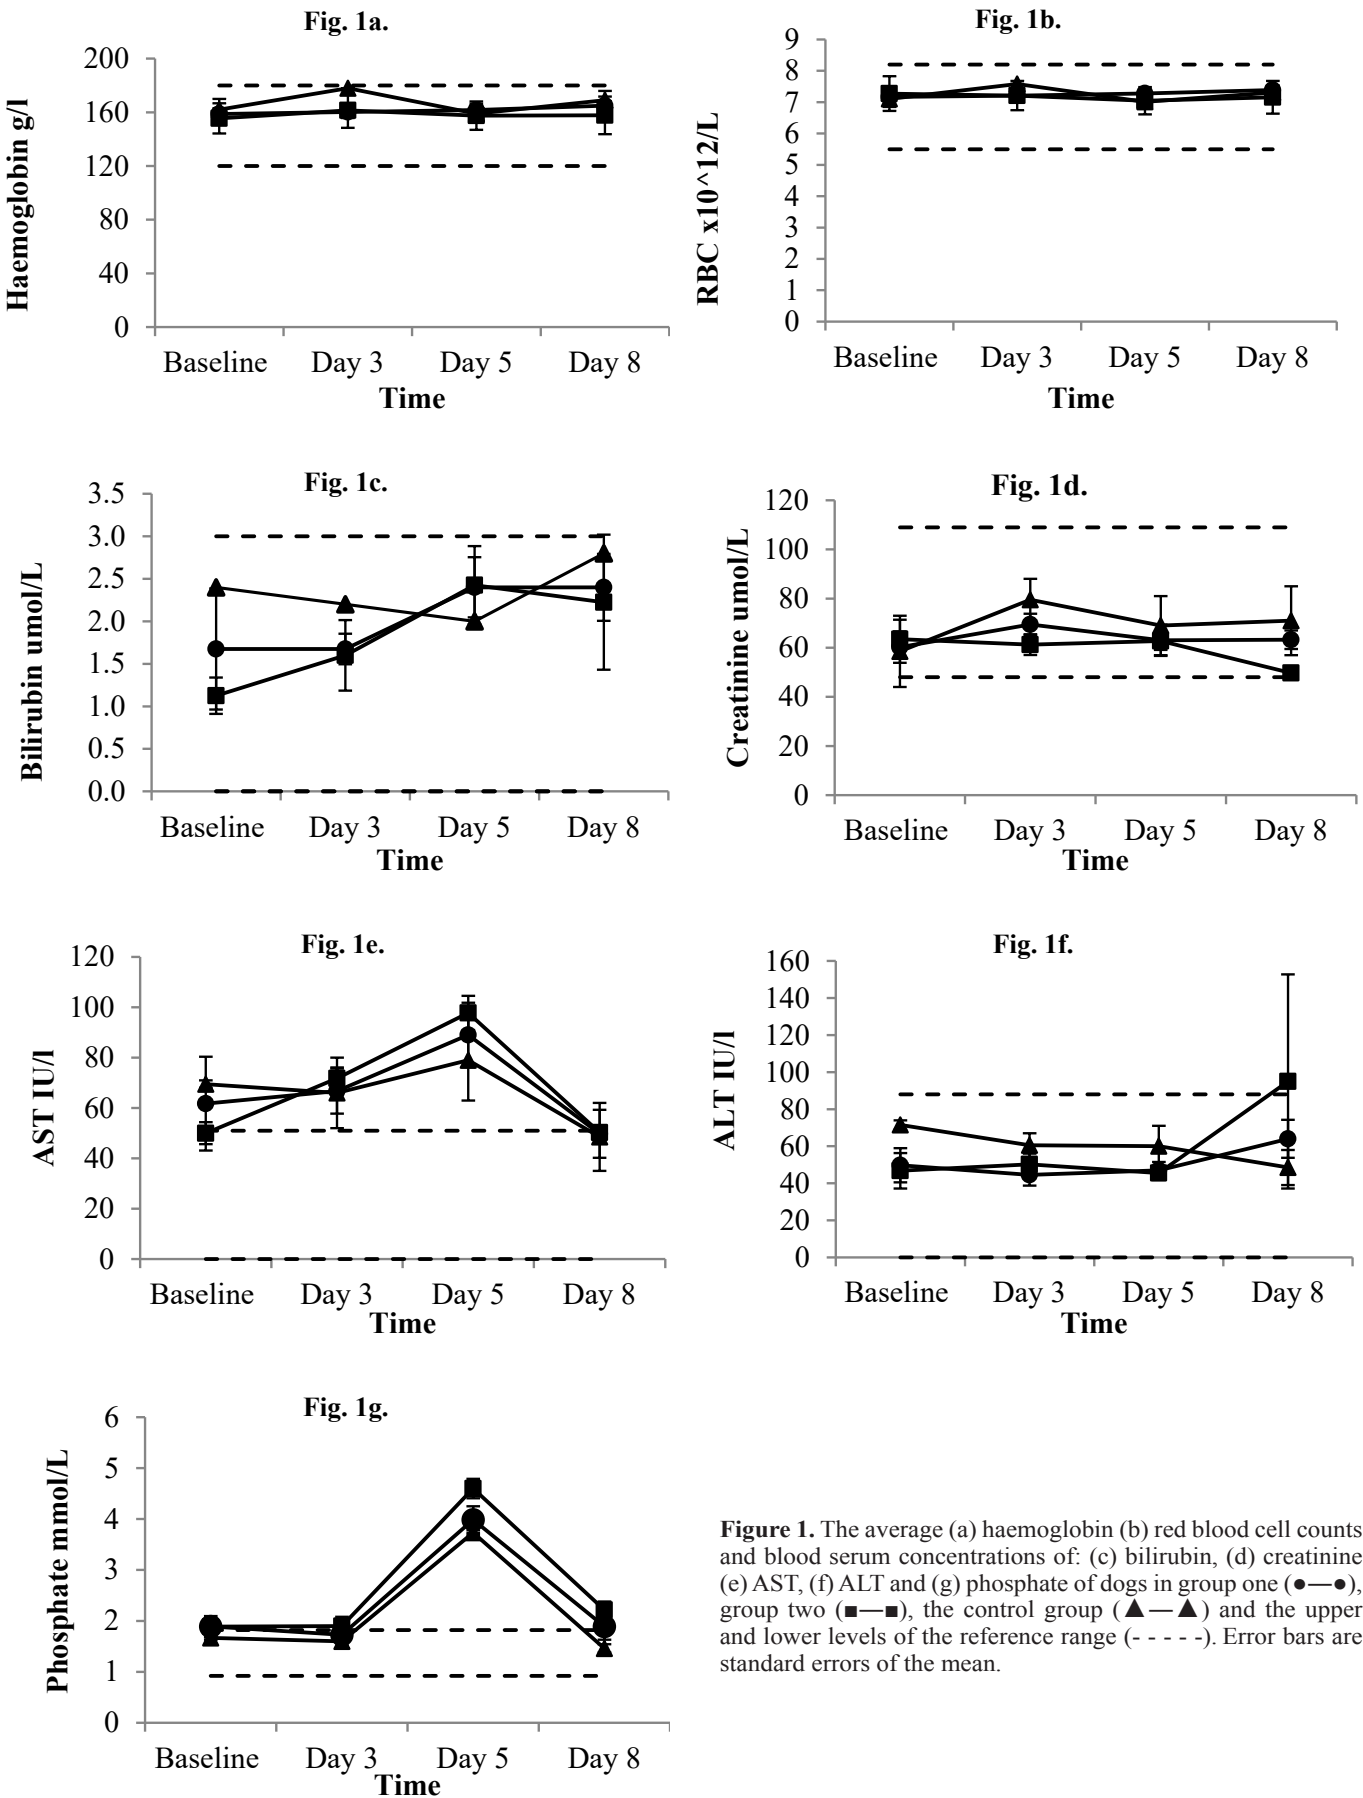 Fig. 1a.
200
160
120
80
40
0
Haemoglobin g/l
Baseline Day 3 Day 5 Day 8
Time
Fig. 1b.
9
8
7
6
5
4
3
2
1
0
RBC x10^12/L
Baseline Day 3 Day 5 Day 8
Time
Fig. 1c.
3.5
3.0
2.5
2.0
1.5
1.0
0.5
0.0
Bilirubin umol/L
Baseline Day 3 Day 5 Day 8
Time
Fig. 1d.
120
100
80
60
40
20
0
Creatinine umol/L
Baseline Day 3 Day 5 Day 8
Time
Fig. 1e.
120
100
80
60
40
20
0
AST IU/l
Baseline Day 3 Day 5 Day 8
Time
Fig. 1f.
160
140
120
100
80
60
40
20
0
ALT IU/l
Baseline Day 3 Day 5 Day 8
Time
Fig. 1g.
6
5
4
3
2
1
0
Phosphate mmol/L
Baseline Day 3 Day 5 Day 8
Time
Figure 1. The average (a) haemoglobin (b) red blood cell counts
and blood serum concentrations of: (c) bilirubin, (d) creatinine
(e) AST, (f) ALT and (g) phosphate of dogs in group one (●—●),
group two (■—■), the control group (▲—▲) and the upper
and lower levels of the reference range (- - - - -). Error bars are
standard errors of the mean.